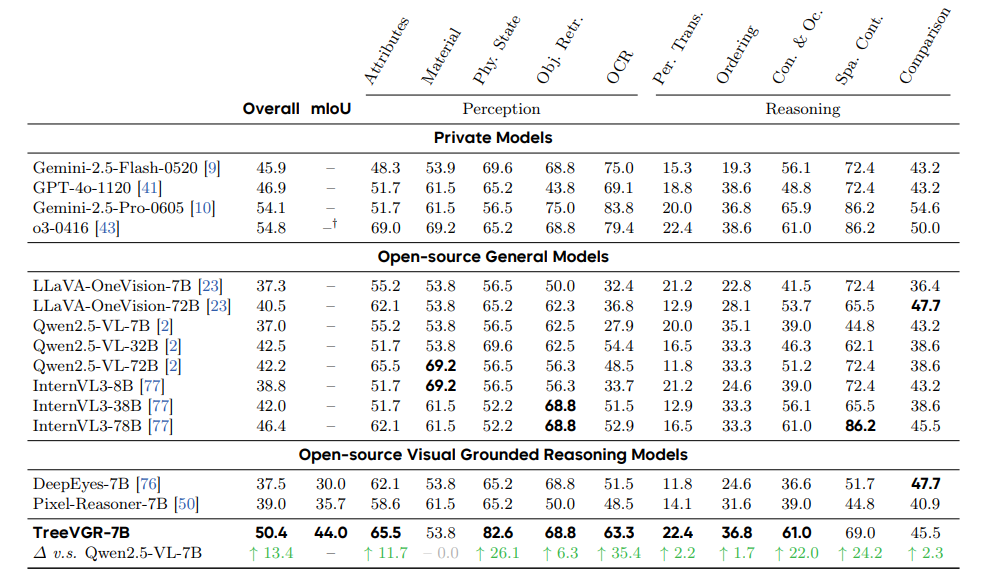 Attributes Material Phy. State Obj. Retr. OCR Per. Trans. Ordering Con. & Oc. Spa. Cont. Comparison
Overall mIoU Perception Reasoning
Private Models
Gemini-2.5-Flash-0520 [9] 45.9 – 48.3 53.9 69.6 68.8 75.0 15.3 19.3 56.1 72.4 43.2
GPT-4o-1120 [41] 46.9 – 51.7 61.5 65.2 43.8 69.1 18.8 38.6 48.8 72.4 43.2
Gemini-2.5-Pro-0605 [10] 54.1 – 51.7 61.5 56.5 75.0 83.8 20.0 36.8 65.9 86.2 54.6
o3-0416 [43] 54.8 –† 69.0 69.2 65.2 68.8 79.4 22.4 38.6 61.0 86.2 50.0
Open-source General Models
LLaVA-OneVision-7B [23] 37.3 – 55.2 53.8 56.5 50.0 32.4 21.2 22.8 41.5 72.4 36.4
LLaVA-OneVision-72B [23] 40.5 – 62.1 53.8 65.2 62.3 36.8 12.9 28.1 53.7 65.5 47.7
Qwen2.5-VL-7B [2] 37.0 – 55.2 53.8 56.5 62.5 27.9 20.0 35.1 39.0 44.8 43.2
Qwen2.5-VL-32B [2] 42.5 – 51.7 53.8 69.6 62.5 54.4 16.5 33.3 46.3 62.1 38.6
Qwen2.5-VL-72B [2] 42.2 – 65.5 69.2 56.5 56.3 48.5 11.8 33.3 51.2 72.4 38.6
InternVL3-8B [77] 38.8 – 51.7 69.2 56.5 56.3 33.7 21.2 24.6 39.0 72.4 43.2
InternVL3-38B [77] 42.0 – 51.7 61.5 52.2 68.8 51.5 12.9 33.3 56.1 65.5 38.6
InternVL3-78B [77] 46.4 – 62.1 61.5 52.2 68.8 52.9 16.5 33.3 61.0 86.2 45.5
Open-source Visual Grounded Reasoning Models
DeepEyes-7B [76] 37.5 30.0 62.1 53.8 65.2 68.8 51.5 11.8 24.6 36.6 51.7 47.7
Pixel-Reasoner-7B [50] 39.0 35.7 58.6 61.5 65.2 50.0 48.5 14.1 31.6 39.0 44.8 40.9
TreeVGR-7B 50.4 44.0 65.5 53.8 82.6 68.8 63.3 22.4 36.8 61.0 69.0 45.5
Δ v.s. Qwen2.5-VL-7B ↑ 13.4 – ↑ 11.7 – 0.0 ↑ 26.1 ↑ 6.3 ↑ 35.4 ↑ 2.2 ↑ 1.7 ↑ 22.0 ↑ 24.2 ↑ 2.3